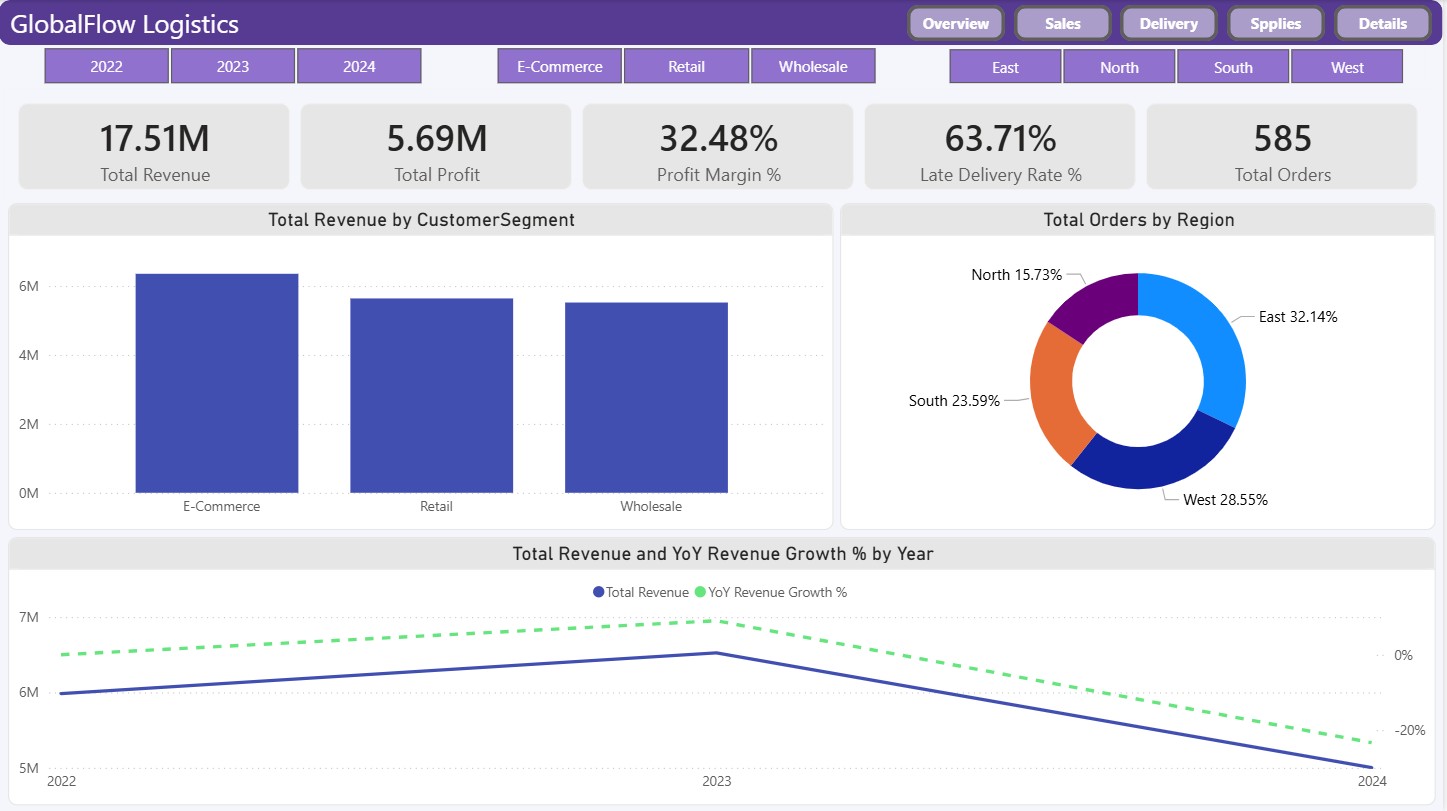 GlobalFlow Logistics
Overview
Sales
Delivery
Spplies
Details
2022
2023
2024
E-Commerce
Retail
Wholesale
East
North
South
West
17.51M
Total Revenue
5.69M
Total Profit
32.48%
Profit Margin %
63.71%
Late Delivery Rate %
585
Total Orders
Total Revenue by CustomerSegment
6M
4M
2M
0M
E-Commerce
Retail
Wholesale
Total Orders by Region
North 15.73%
East 32.14%
South 23.59%
West 28.55%
Total Revenue and YoY Revenue Growth % by Year
Total Revenue
YoY Revenue Growth %
7M
6M
5M
0%
-20%
2022
2023
2024